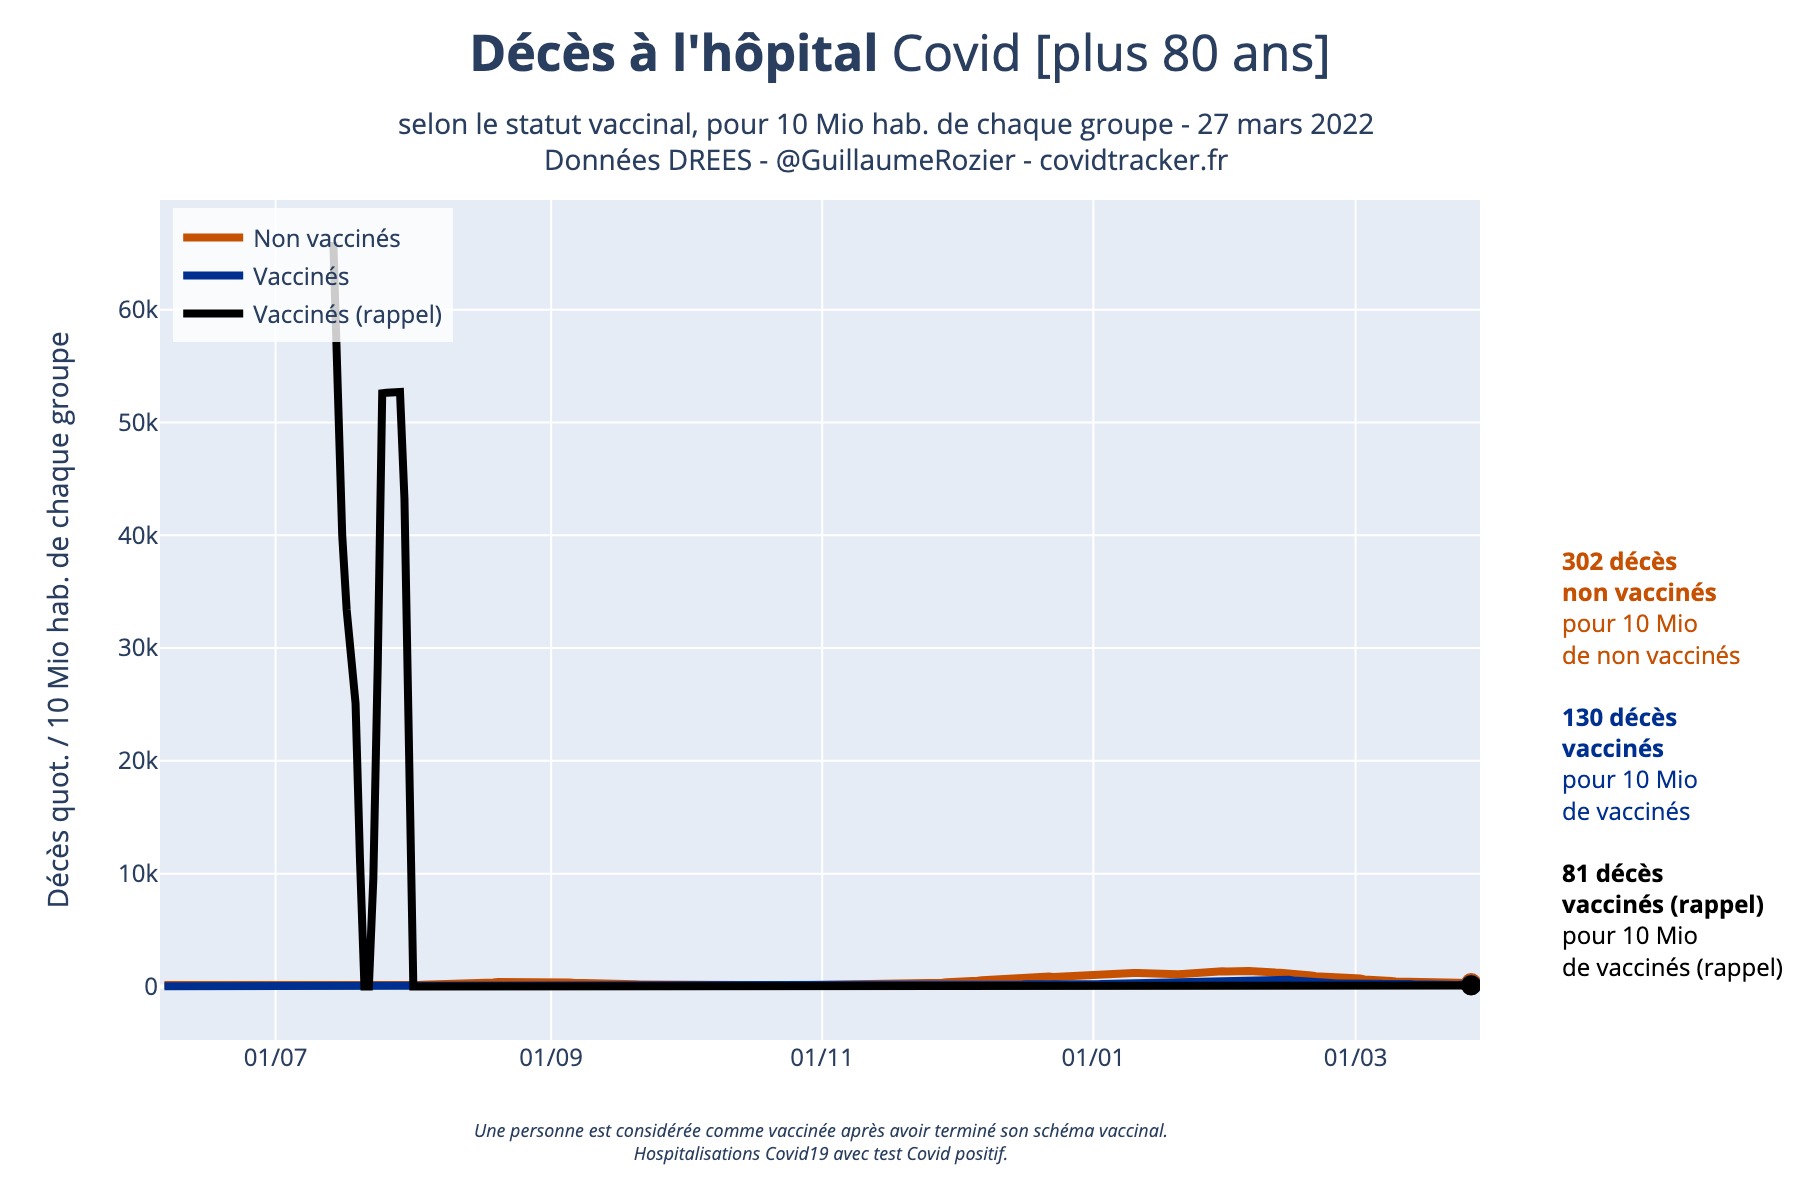 Décès à l'hôpital Covid [plus 80 ans]
selon le statut vaccinal, pour 10 Mio hab. de chaque groupe - 27 mars 2022
Données DREES - @GuillaumeRozier - covidtracker.fr
Non vaccinés
Vaccinés
Vaccinés (rappel)
Décès quot. / 10 Mio hab. de chaque groupe
60k
50k
40k
30k
20k
10k
0
01/07
01/09
01/11
01/01
01/03
302 décès
non vaccinés
pour 10 Mio
de non vaccinés
130 décès
vaccinés
pour 10 Mio
de vaccinés
81 décès
vaccinés (rappel)
pour 10 Mio
de vaccinés (rappel)
Une personne est considérée comme vaccinée après avoir terminé son schéma vaccinal.
Hospitalisations Covid19 avec test Covid positif.